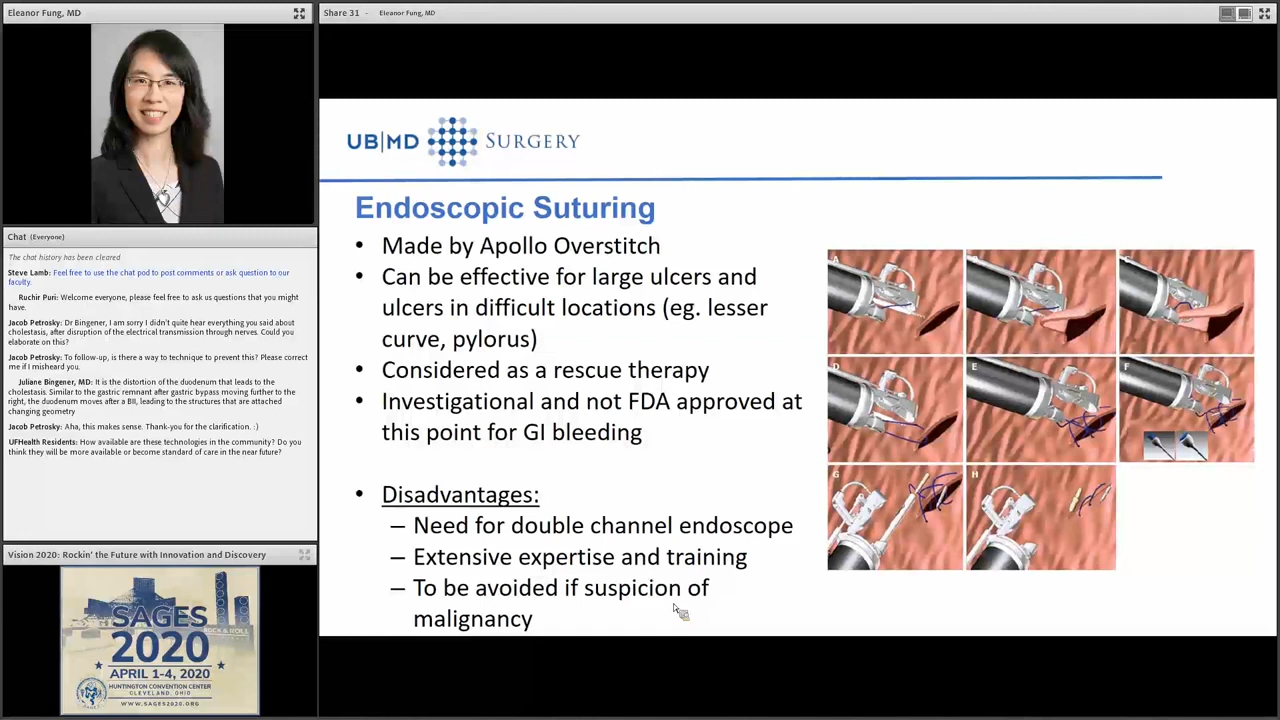 Eleanor Fung, MD
Share 31 - Eleanor Fung, MD
Chat (Everyone)
The chat history has been cleared
Steve Lamb: Feel free to use the chat pod to post comments or ask question to our
faculty.
Ruchir Puri: Welcome everyone, please feel free to ask us questions that you might
have.
Jacob Petrosky: Dr Bingener, I am sorry I didn't quite hear everything you said about
cholestasis, after disruption of the electrical transmission through nerves. Could you
elaborate on this?
Jacob Petrosky: To follow-up, is there a way to technique to prevent this? Please correct
me if I misheard you.
Juliane Bingener, MD: It is the distortion of the duodenum that leads to the
cholestasis. Similar to the gastric remnant after gastric bypass moving further to the
right, the duodenum moves after a BII, leading to the structures that are attached
changing geometry
Jacob Petrosky: Aha, this makes sense. Thank-you for the clarification. :)
UFHealth Residents: How available are these technologies in the community? Do you
think they will be more available or become standard of care in the near future?
Vision 2020: Rockin' the Future with Innovation and Discovery
SAGES
ROCK & ROLL
2020
APRIL 1-4, 2020
HUNTINGTON CONVENTION CENTER
CLEVELAND, OHIO
WWW.SAGES2020.ORG
UB|MD SURGERY
Endoscopic Suturing
• Made by Apollo Overstitch
• Can be effective for large ulcers and
ulcers in difficult locations (eg. lesser
curve, pylorus)
• Considered as a rescue therapy
• Investigational and not FDA approved at
this point for GI bleeding
• Disadvantages:
– Need for double channel endoscope
– Extensive expertise and training
– To be avoided if suspicion of
malignancy
A
D E F
G H